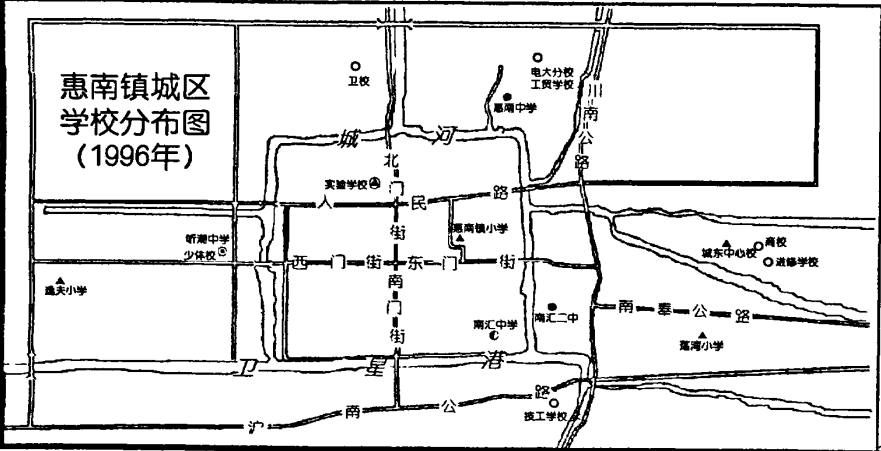 惠南镇城区
学校分布图
（1996年）
卫校
电大分校
工贸学校
惠南中学
川南公路
城河
北门街
实验学校
人民路
惠南镇小学
听潮中学
少体校
城东中心校
商校
进修学校
西门街
东门街
逸夫小学
南门街
南汇二中
南奉公路
南汇中学
莲湾小学
卫星港
沪南公路
技工学校